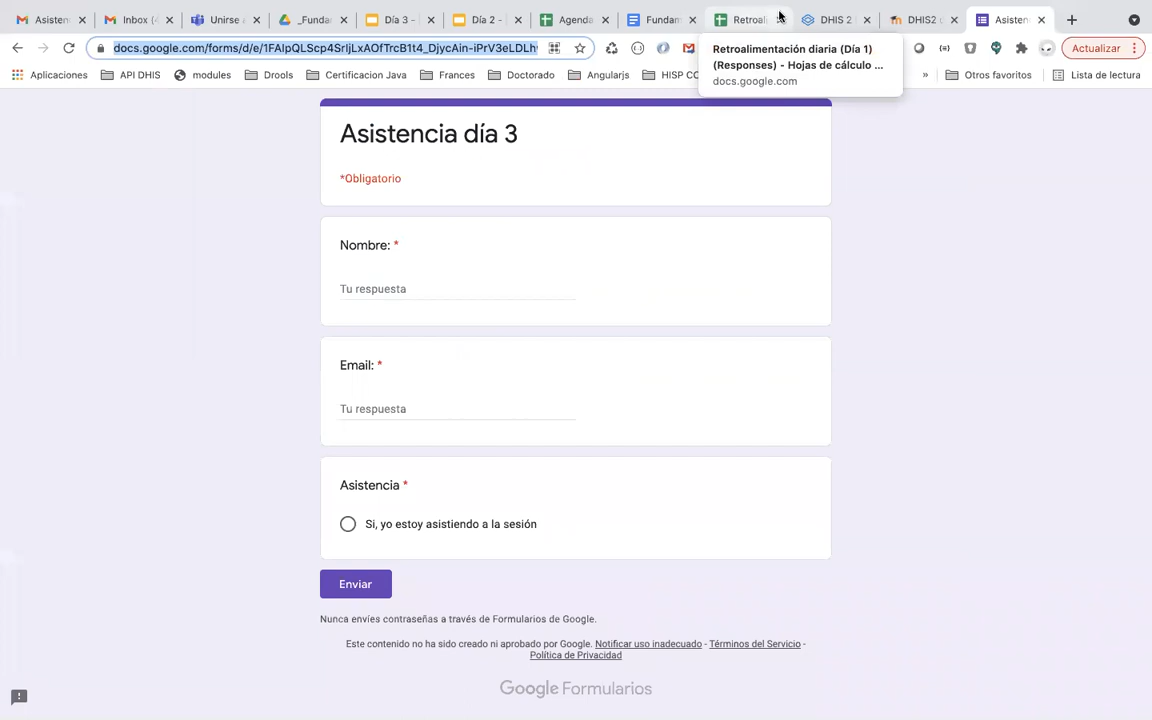 Asisten
Inbox (4
Unirse a
_Fundar
Día 3 -
Día 2 -
Agenda
Fundam
Retroali
DHIS 2
DHIS2 d
Asisten
docs.google.com/forms/d/e/1FAIpQLScp4SrljLxAOfTrcB1t4_DjycAin-iPrV3eLDLh
Actualizar
Aplicaciones
API DHIS
modules
Drools
Certificacion Java
Frances
Doctorado
Angularjs
HISP CO
»
Otros favoritos
Lista de lectura
Retroalimentación diaria (Día 1)
(Responses) - Hojas de cálculo ...
docs.google.com
Asistencia día 3
*Obligatorio
Nombre: *
Tu respuesta
Email: *
Tu respuesta
Asistencia *
Si, yo estoy asistiendo a la sesión
Enviar
Nunca envíes contraseñas a través de Formularios de Google.
Este contenido no ha sido creado ni aprobado por Google. Notificar uso inadecuado - Términos del Servicio -
Política de Privacidad
Google Formularios